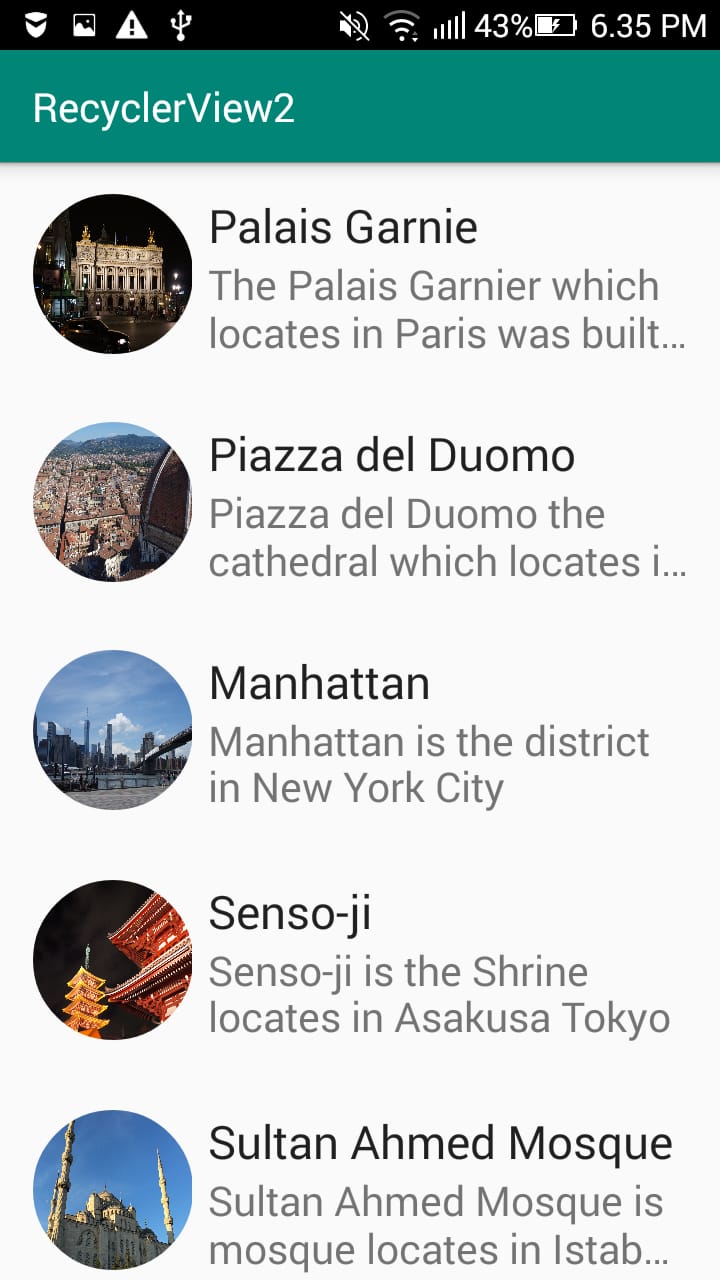 43% 6.35 PM
RecyclerView2
Palais Garnie
The Palais Garnier which
locates in Paris was built...
Piazza del Duomo
Piazza del Duomo the
cathedral which locates i...
Manhattan
Manhattan is the district
in New York City
Senso-ji
Senso-ji is the Shrine
locates in Asakusa Tokyo
Sultan Ahmed Mosque
Sultan Ahmed Mosque is
mosque locates in Istab...